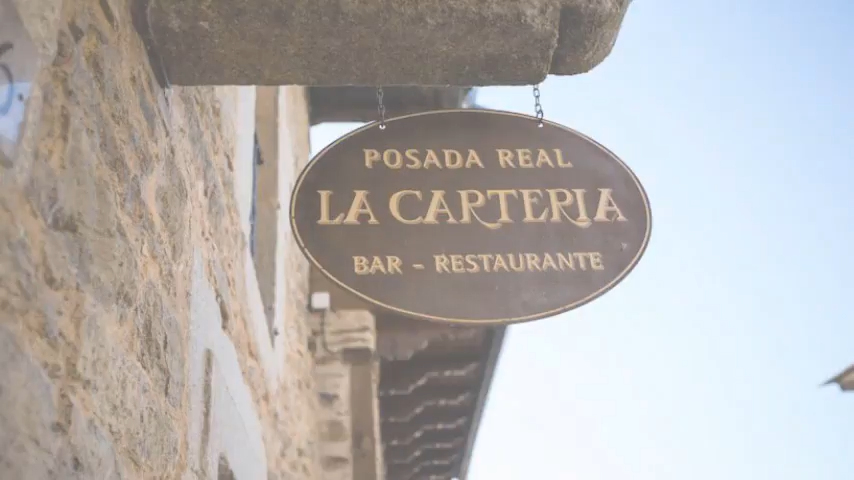 POSADA REAL
LA CARTERIA
BAR - RESTAURANTE